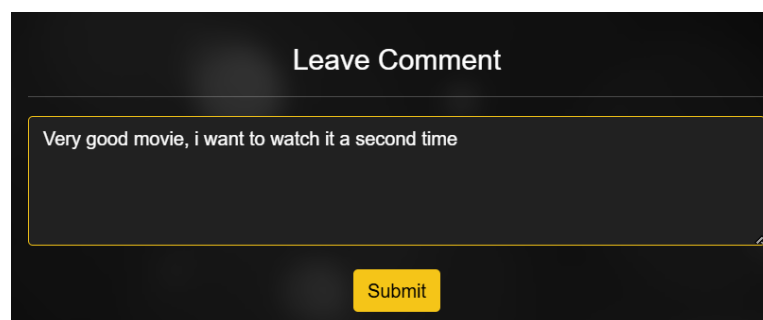 Leave Comment
Very good movie, i want to watch it a second time
Submit